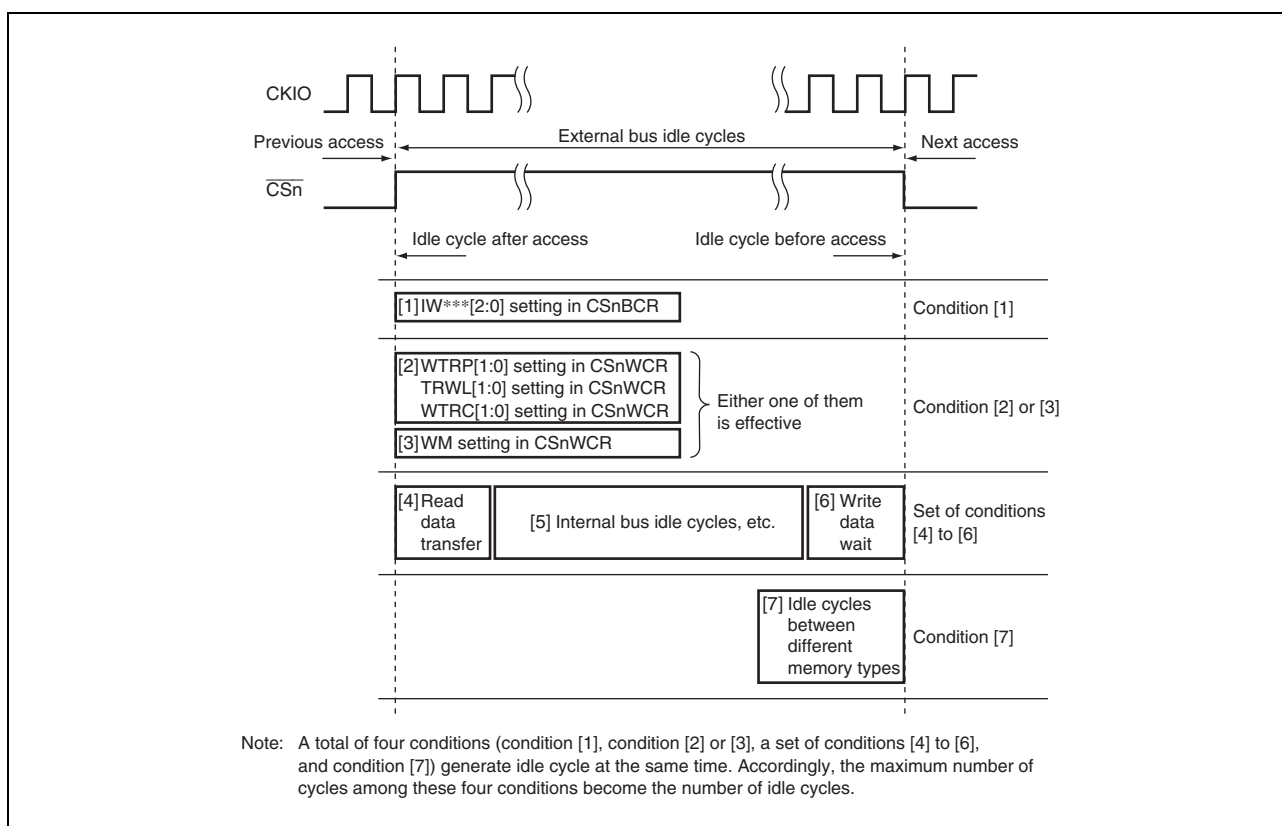 CKIO
Previous access
External bus idle cycles
Next access
CSn
Idle cycle after access
Idle cycle before access
[1]IW***[2:0] setting in CSnBCR
Condition [1]
[2]WTRP[1:0] setting in CSnWCR
TRWL[1:0] setting in CSnWCR
WTRC[1:0] setting in CSnWCR
Either one of them
is effective
Condition [2] or [3]
[3]WM setting in CSnWCR
[4]Read
data
transfer
[5] Internal bus idle cycles, etc.
[6] Write
data
wait
Set of conditions
[4] to [6]
[7] Idle cycles
between
different
memory types
Condition [7]
Note: A total of four conditions (condition [1], condition [2] or [3], a set of conditions [4] to [6],
and condition [7]) generate idle cycle at the same time. Accordingly, the maximum number of
cycles among these four conditions become the number of idle cycles.